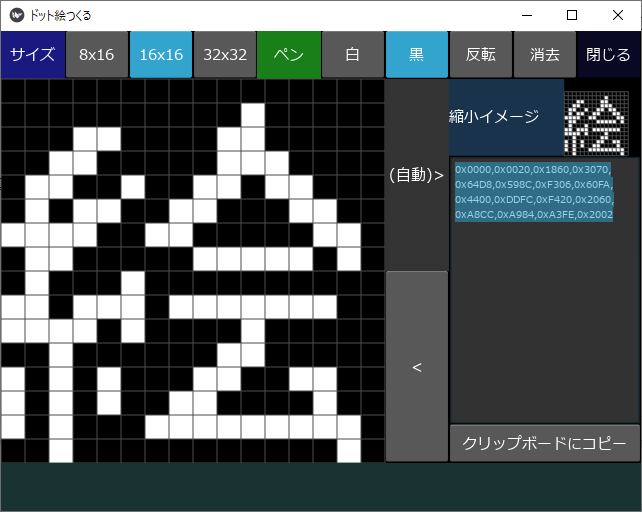 ドット絵つくる
サイズ 8x16 16x16 32x32 ペン 白 黒 反転 消去 閉じる
縮小イメージ
(自動)>
0x0000,0x0020,0x1860,0x3070,
0x64D8,0x598C,0xF306,0x60FA,
0x4400,0xDDFC,0xF420,0x2060,
0xA8CC,0xA984,0xA3FE,0x2002
<
クリップボードにコピー